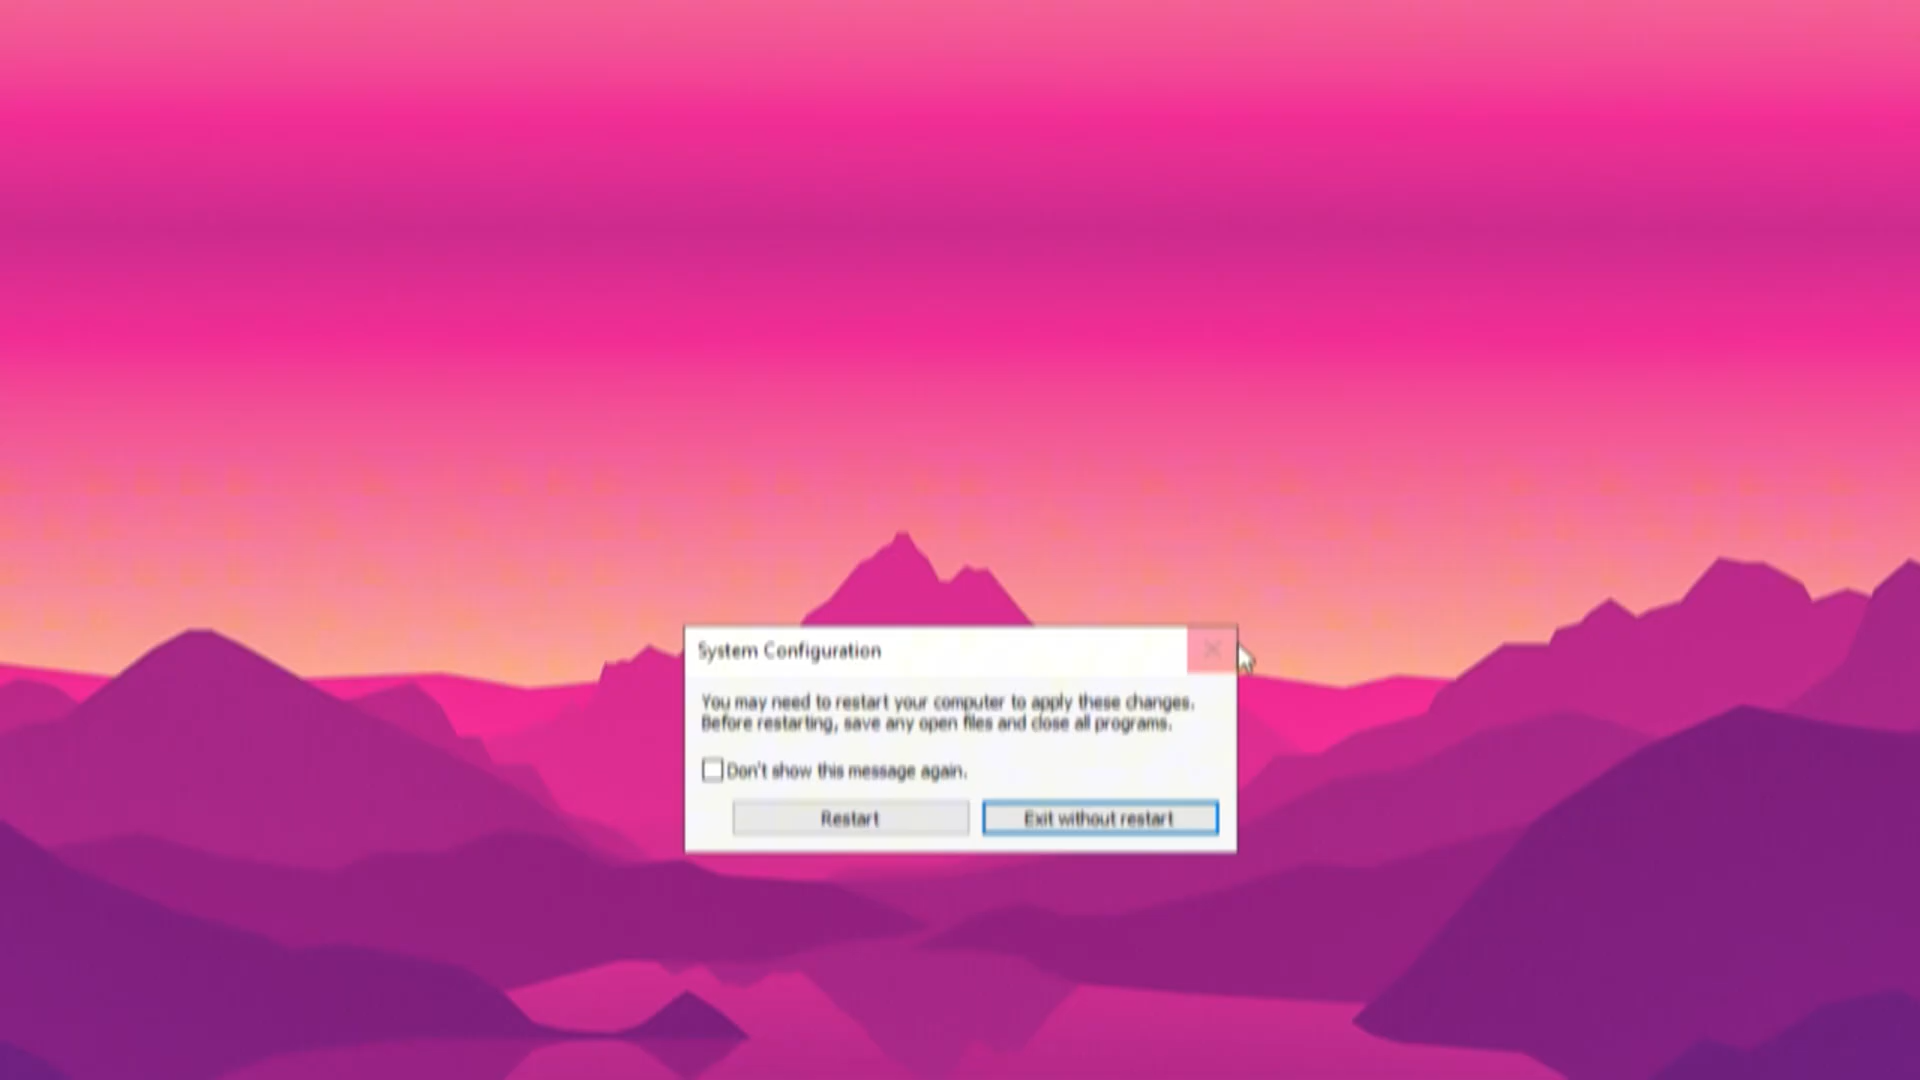 System Configuration
You may need to restart your computer to apply these changes.
Before restarting, save any open files and close all programs.
Don't show this message again.
Restart
Exit without restart